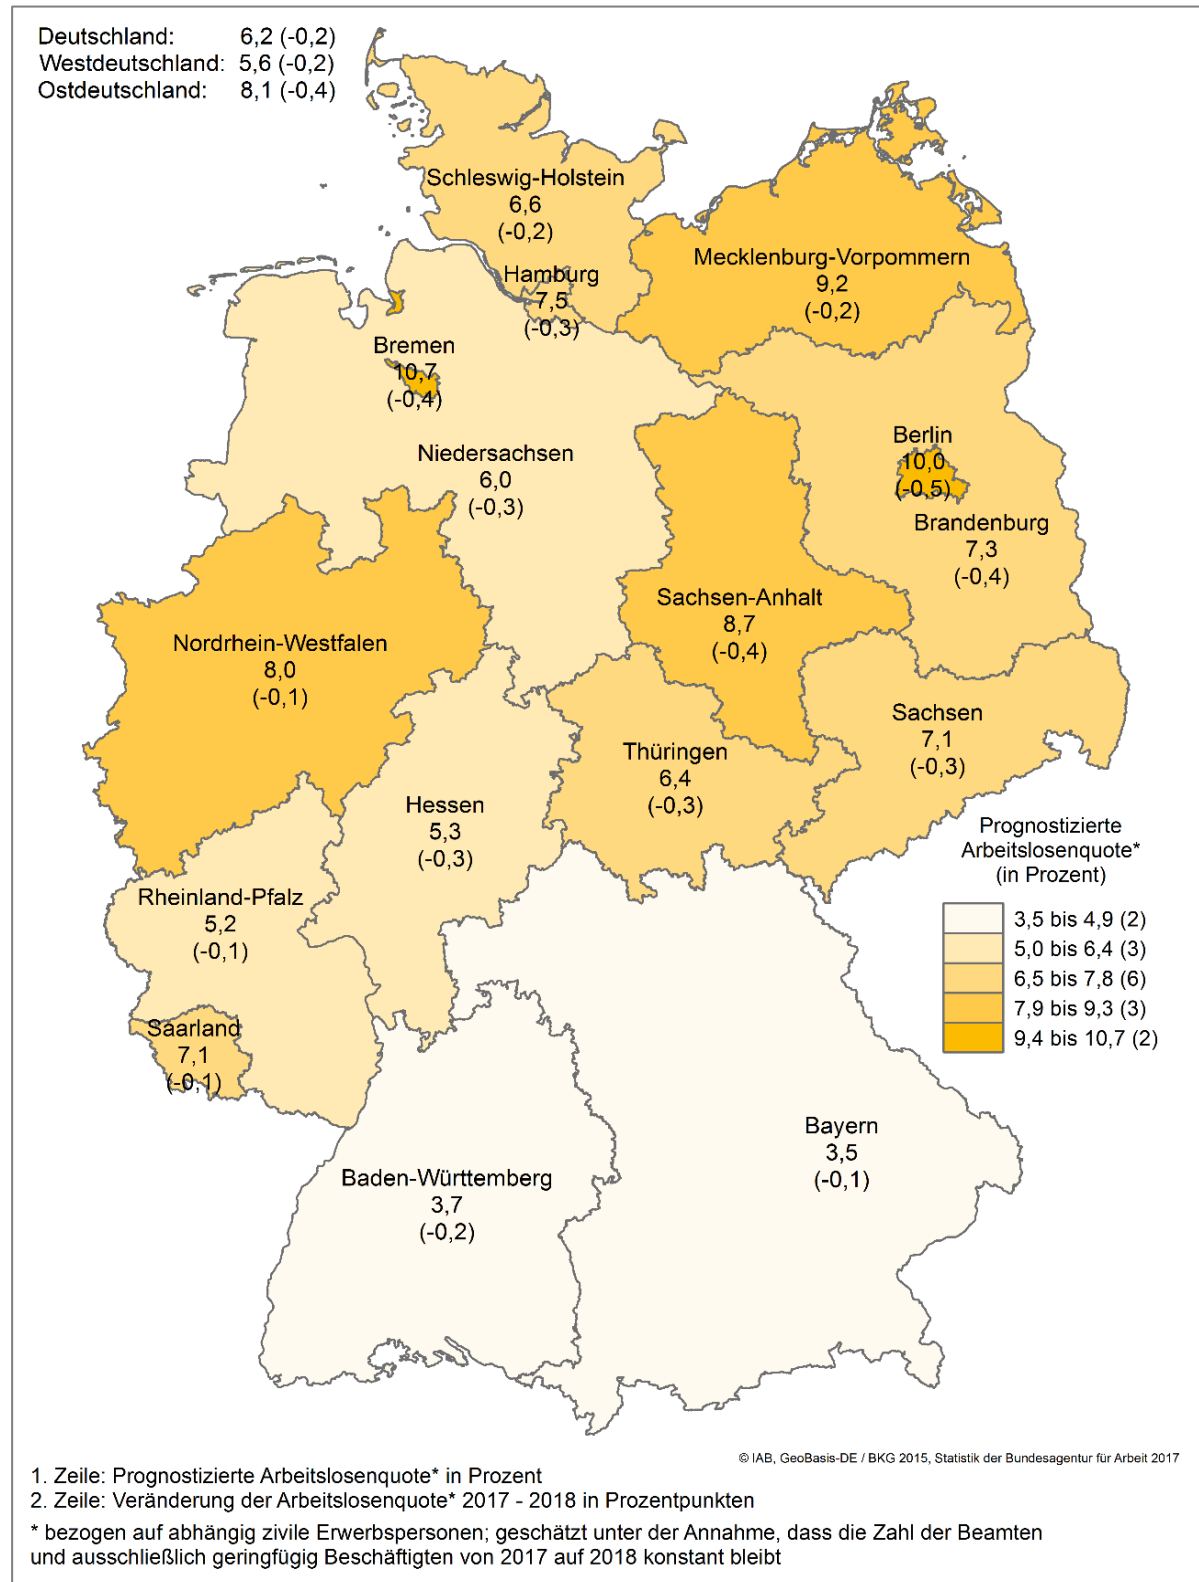 Deutschland: 6,2 (-0,2)
Westdeutschland: 5,6 (-0,2)
Ostdeutschland: 8,1 (-0,4)
Schleswig-Holstein
6,6
(-0,2)
Hamburg
7,5
(-0,3)
Mecklenburg-Vorpommern
9,2
(-0,2)
Bremen
10,7
(-0,4)
Niedersachsen
6,0
(-0,3)
Berlin
10,0
(-0,5)
Brandenburg
7,3
(-0,4)
Sachsen-Anhalt
8,7
(-0,4)
Nordrhein-Westfalen
8,0
(-0,1)
Sachsen
7,1
(-0,3)
Thüringen
6,4
(-0,3)
Hessen
5,3
(-0,3)
Rheinland-Pfalz
5,2
(-0,1)
Saarland
7,1
(-0,1)
Bayern
3,5
(-0,1)
Baden-Württemberg
3,7
(-0,2)
Prognostizierte
Arbeitslosenquote*
(in Prozent)
3,5 bis 4,9 (2)
5,0 bis 6,4 (3)
6,5 bis 7,8 (6)
7,9 bis 9,3 (3)
9,4 bis 10,7 (2)
© IAB, GeoBasis-DE / BKG 2015, Statistik der Bundesagentur für Arbeit 2017
1. Zeile: Prognostizierte Arbeitslosenquote* in Prozent
2. Zeile: Veränderung der Arbeitslosenquote* 2017 - 2018 in Prozentpunkten
* bezogen auf abhängig zivile Erwerbspersonen; geschätzt unter der Annahme, dass die Zahl der Beamten
und ausschließlich geringfügig Beschäftigten von 2017 auf 2018 konstant bleibt